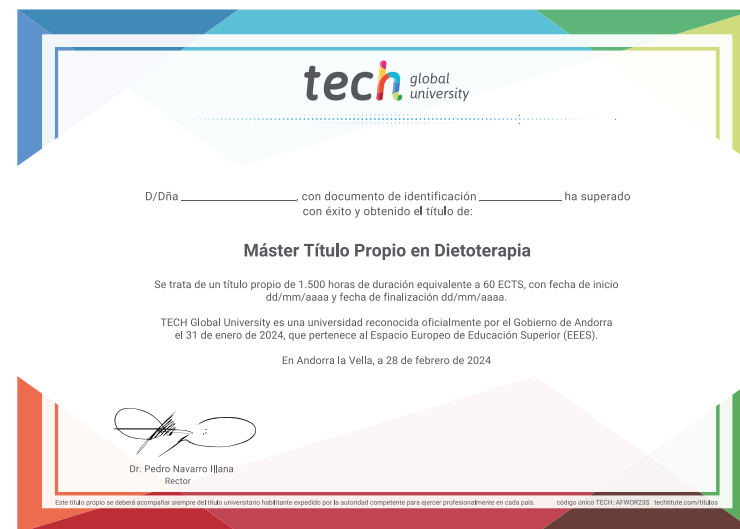 tech global university
D/Dña ______________, con documento de identificación ______________ ha superado
con éxito y obtenido el título de:
Máster Título Propio en Dietoterapia
Se trata de un título propio de 1.500 horas de duración equivalente a 60 ECTS, con fecha de inicio
dd/mm/aaaa y fecha de finalización dd/mm/aaaa.
TECH Global University es una universidad reconocida oficialmente por el Gobierno de Andorra
el 31 de enero de 2024, que pertenece al Espacio Europeo de Educación Superior (EEES).
En Andorra la Vella, a 28 de febrero de 2024
Dr. Pedro Navarro Illana
Rector
Este título propio se deberá acompañar siempre del título universitario habilitante expedido por la autoridad competente para ejercer profesionalmente en cada país. código único TECH: AFWOR23S techtitute.com/titulos